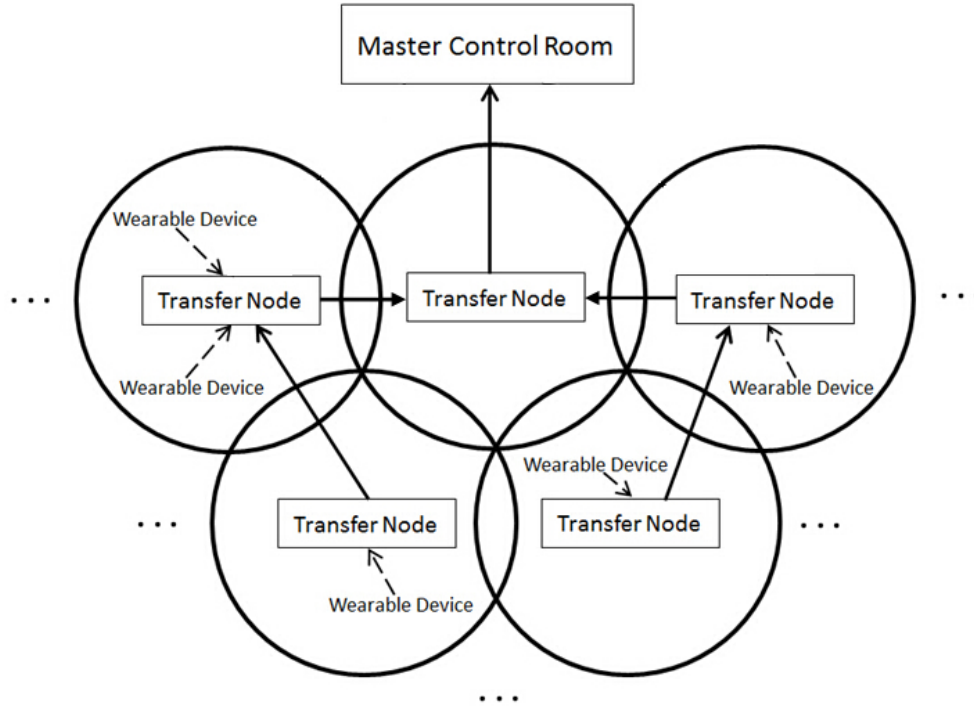 Master Control Room
Wearable Device
Transfer Node
Transfer Node
Transfer Node
...
..
Wearable Device
Wearable Device
Wearable Device
Transfer Node
Transfer Node
...
...
Wearable Device
...